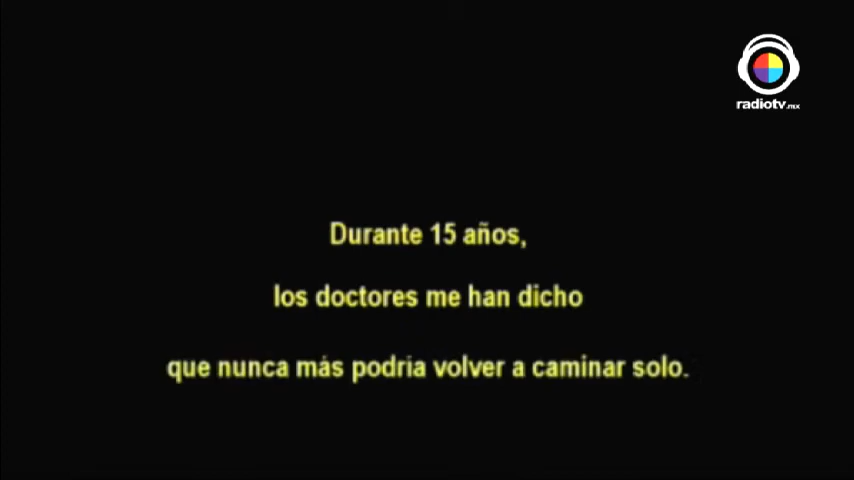 radiotv.mx
Durante 15 años,
los doctores me han dicho
que nunca más podria volver a caminar solo.